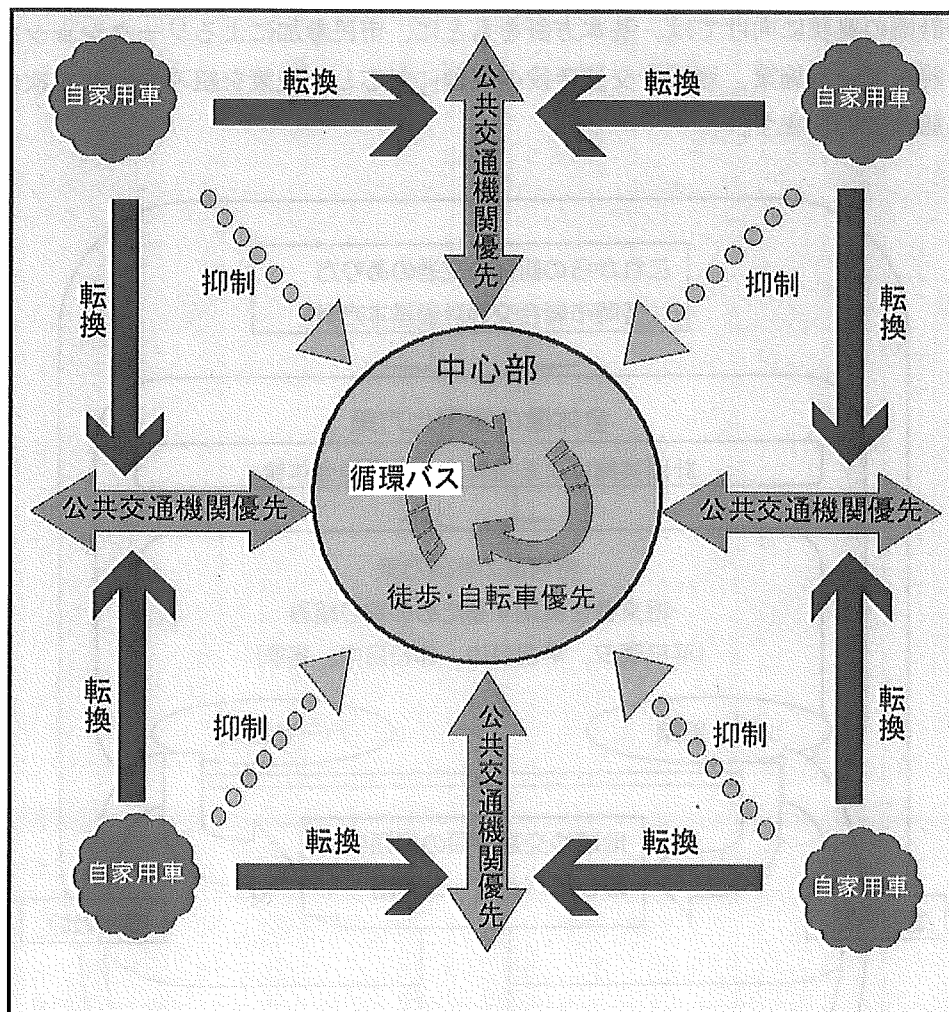 自家用車
転換
公共交通機関優先
転換
自家用車
転換
抑制
抑制
転換
中心部
循環バス
徒歩・自転車優先
公共交通機関優先
公共交通機関優先
転換
抑制
公共交通機関優先
抑制
転換
自家用車
転換
転換
自家用車